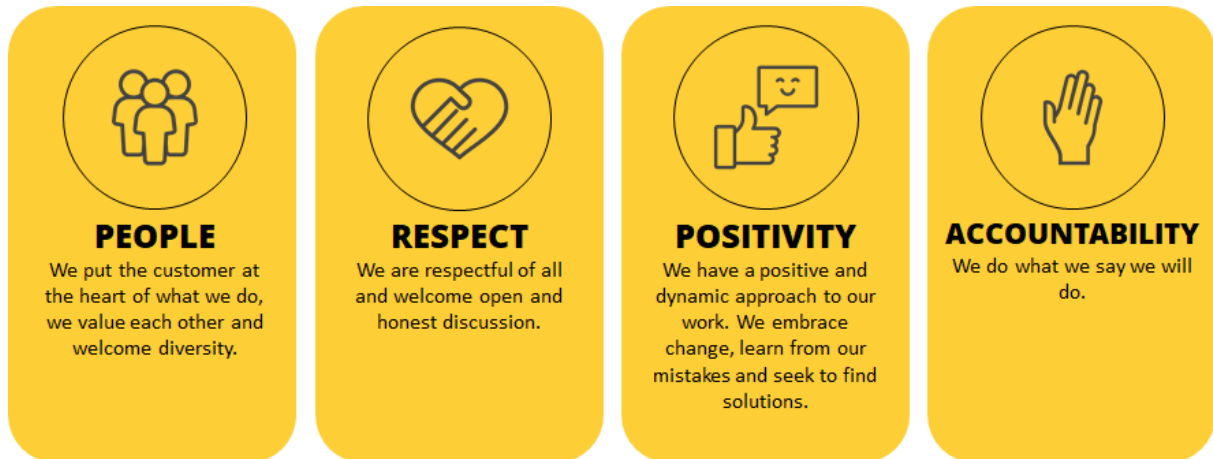 PEOPLE
We put the customer at
the heart of what we do,
we value each other and
welcome diversity.
RESPECT
We are respectful of all
and welcome open and
honest discussion.
POSITIVITY
We have a positive and
dynamic approach to our
work. We embrace
change, learn from our
mistakes and seek to find
solutions.
ACCOUNTABILITY
We do what we say we will
do.